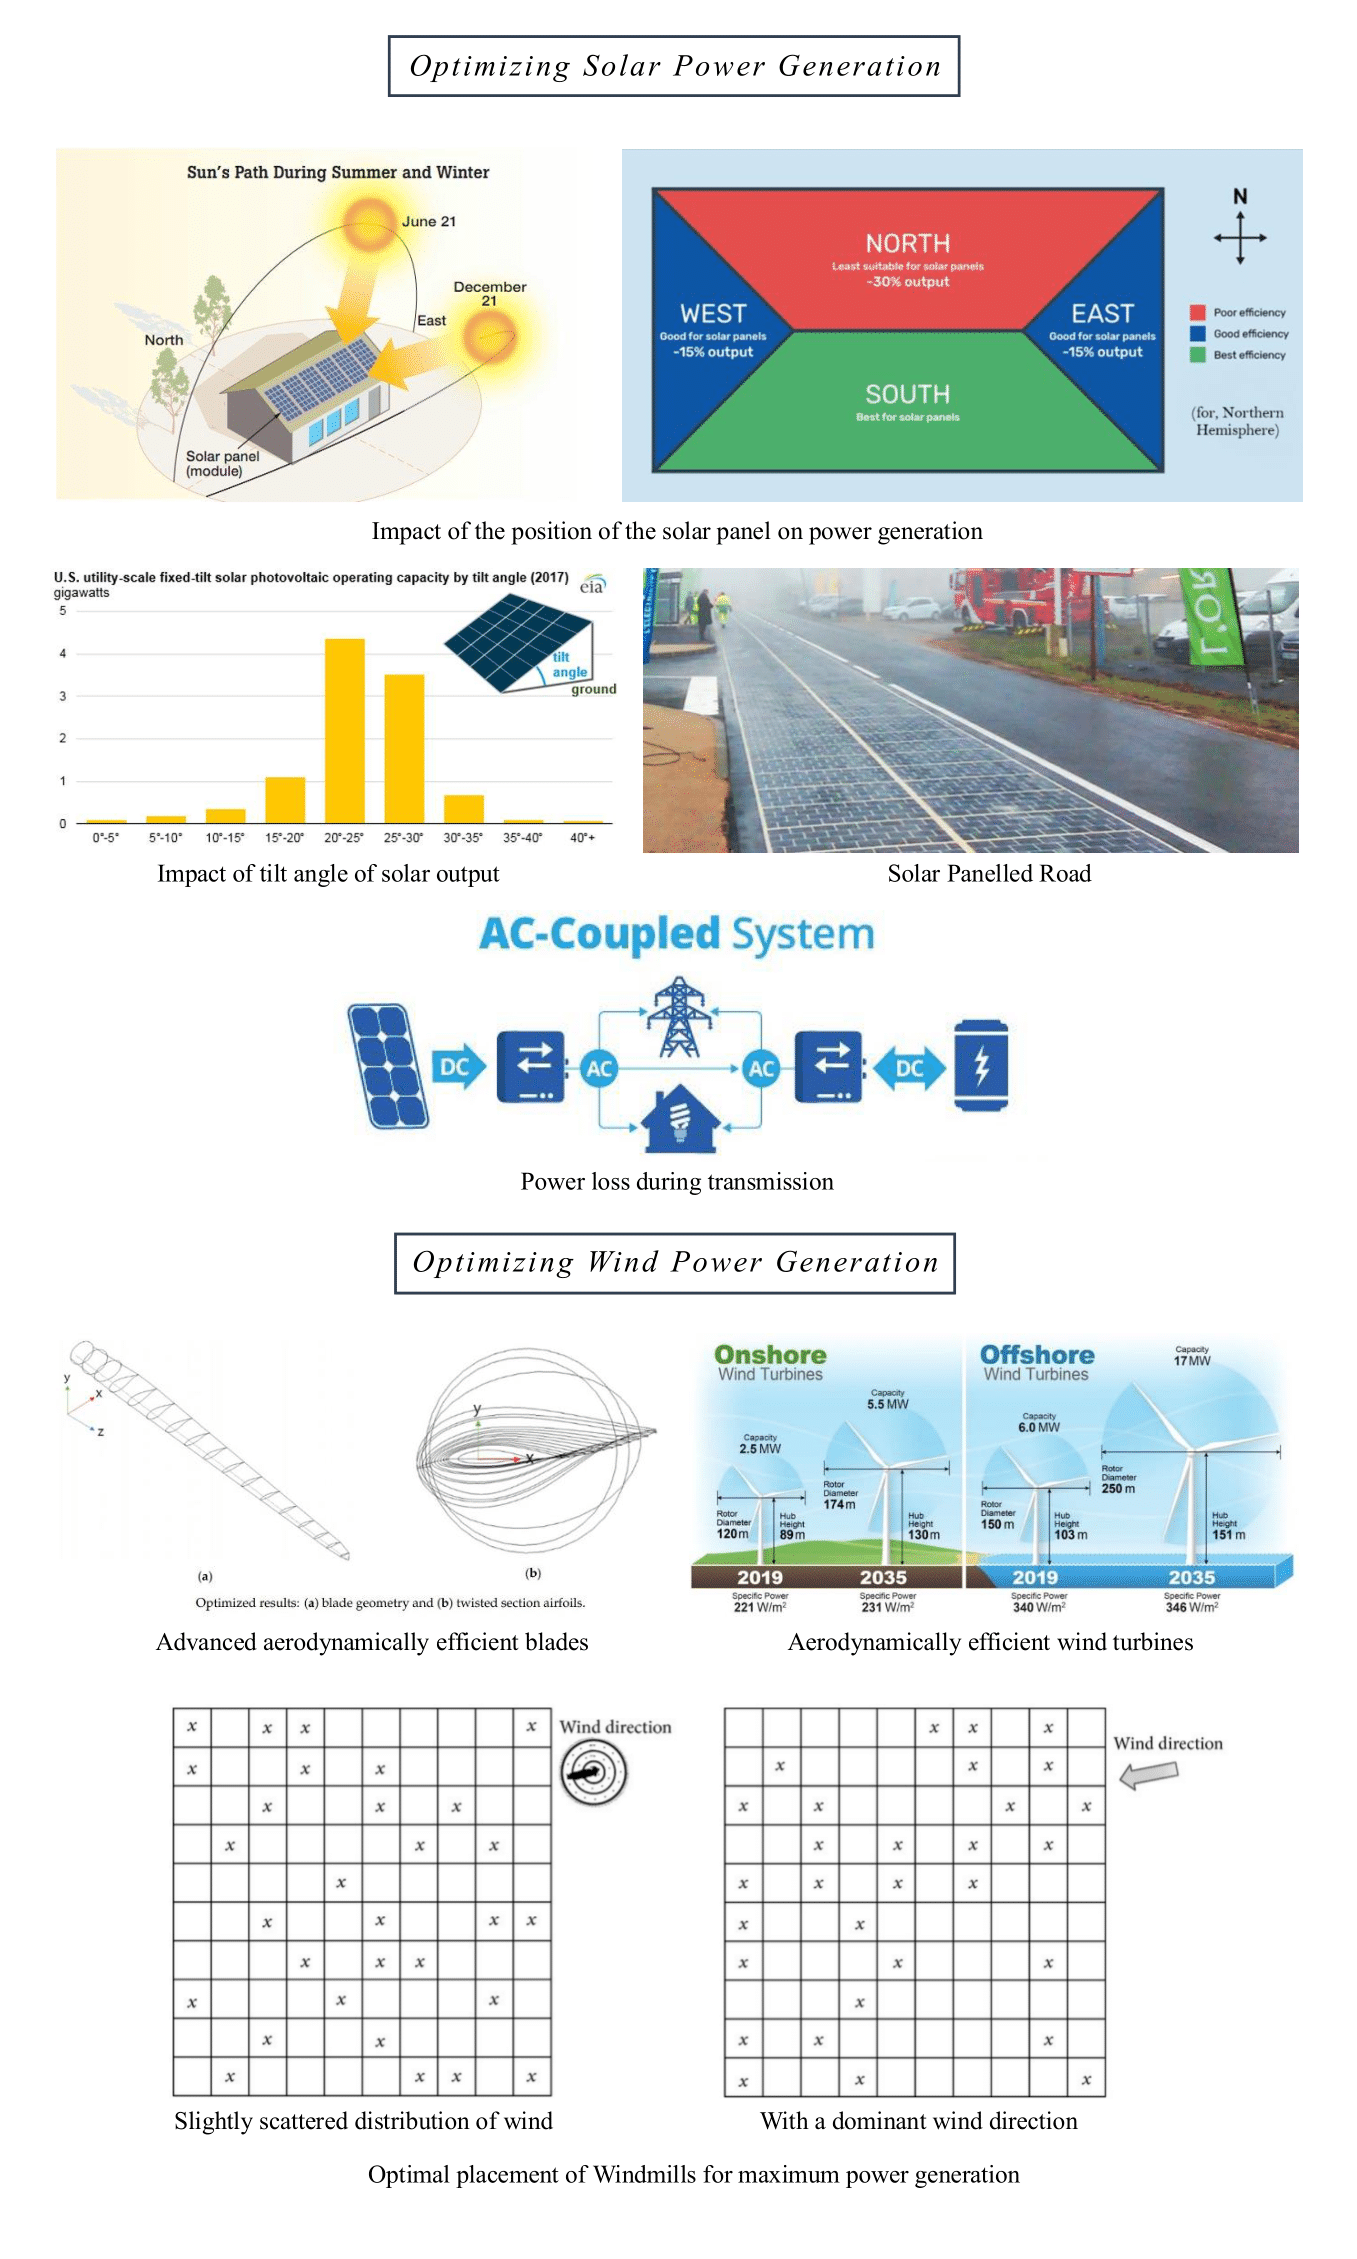 Optimizing Solar Power Generation
Sun's Path During Summer and Winter
June 21
December
21
East
North
Solar panel
(module)
NORTH
Least suitable for solar panels
-30% output
WEST
Good for solar panels
-15% output
EAST
Good for solar panels
-15% output
SOUTH
Best for solar panels
N
Poor efficiency
Good efficiency
Best efficiency
(for, Northern
Hemisphere)
Impact of the position of the solar panel on power generation
U.S. utility-scale fixed-tilt solar photovoltaic operating capacity by tilt angle (2017)
gigawatts
eia
5
4
3
2
1
0
0°-5°
5°-10°
10°-15°
15°-20°
20°-25°
25°-30°
30°-35°
35°-40°
40°+
tilt
angle
ground
Impact of tilt angle of solar output
Solar Panelled Road
AC-Coupled System
DC
AC
AC
DC
Power loss during transmission
Optimizing Wind Power Generation
y
x
z
(a)
y
x
(b)
Optimized results: (a) blade geometry and (b) twisted section airfoils.
Advanced aerodynamically efficient blades
Onshore
Wind Turbines
Offshore
Wind Turbines
Capacity
2.5 MW
Rotor
Diameter
120 m
Hub
Height
89 m
Capacity
5.5 MW
Rotor
Diameter
174 m
Hub
Height
130 m
Capacity
6.0 MW
Rotor
Diameter
150 m
Hub
Height
103 m
Capacity
17 MW
Rotor
Diameter
250 m
Hub
Height
151 m
2019
2035
2019
2035
Specific Power
221 W/m²
Specific Power
231 W/m²
Specific Power
340 W/m²
Specific Power
346 W/m²
Aerodynamically efficient wind turbines
x x x x
x x x
x x x
x x x
x
x x x x
x x x
x x x
x x
x x x x
Wind direction
Slightly scattered distribution of wind
x x x
x x x
x x x x
x x x x
x x x x
x x
x x x
x
x x x
x x x
Wind direction
With a dominant wind direction
Optimal placement of Windmills for maximum power generation